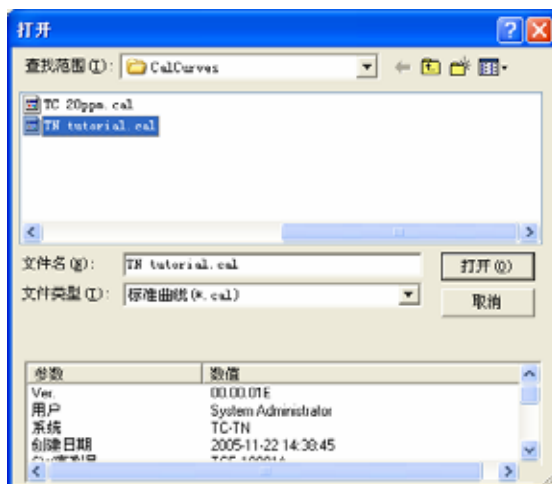 打开
查找范围(I): CalCurves
TC 20ppm.cal
TN tutorial.cal
文件名(N): TN tutorial.cal 打开(O)
文件类型(T): 标准曲线(*.cal) 取消
参数 数值
Ver. 00.00.01E
用户 System Administrator
系统 TC-TN
创建日期 2005-11-22 14:38:45